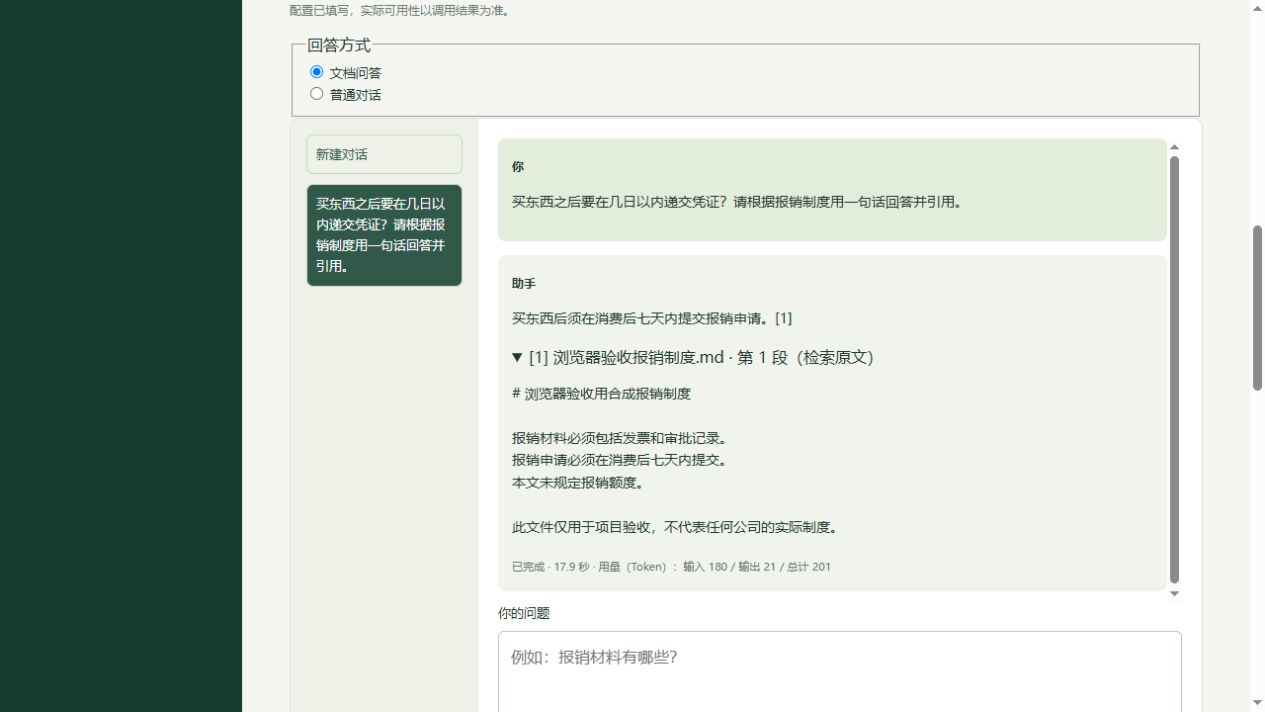 配置已填写，实际可用性以调用结果为准。
回答方式
文档问答
普通对话
新建对话
买东西之后要在几日以
内递交凭证？请根据报
销制度用一句话回答并
引用。
你
买东西之后要在几日以内递交凭证？请根据报销制度用一句话回答并引用。
助手
买东西后须在消费后七天内提交报销申请。[1]
▼ [1] 浏览器验收报销制度.md · 第 1 段（检索原文）
# 浏览器验收用合成报销制度
报销材料必须包括发票和审批记录。
报销申请必须在消费后七天内提交。
本文未规定报销额度。
此文件仅用于项目验收，不代表任何公司的实际制度。
已完成 · 17.9 秒 · 用量（Token）：输入 180 / 输出 21 / 总计 201
你的问题
例如：报销材料有哪些？